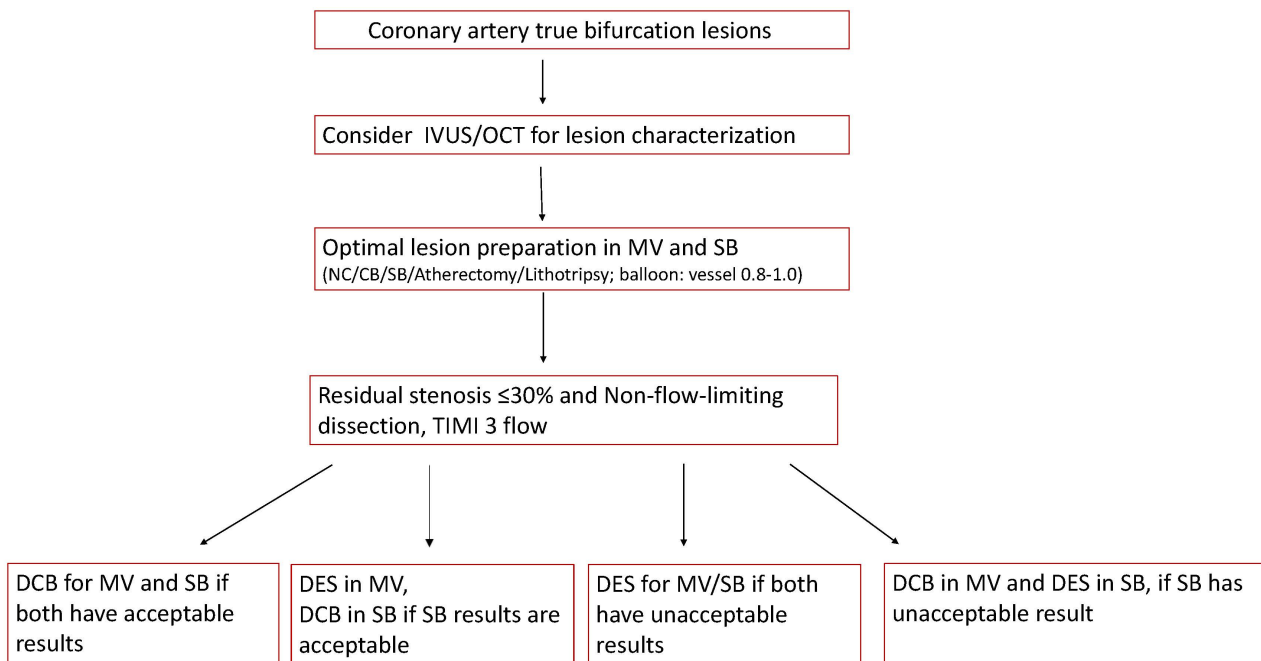 Coronary artery true bifurcation lesions
Consider IVUS/OCT for lesion characterization
Optimal lesion preparation in MV and SB
(NC/CB/SB/Atherectomy/Lithotripsy; balloon: vessel 0.8-1.0)
Residual stenosis ≤30% and Non-flow-limiting
dissection, TIMI 3 flow
DCB for MV and SB if
both have acceptable
results
DES in MV,
DCB in SB if SB results are
acceptable
DES for MV/SB if both
have unacceptable
results
DCB in MV and DES in SB, if SB has
unacceptable result